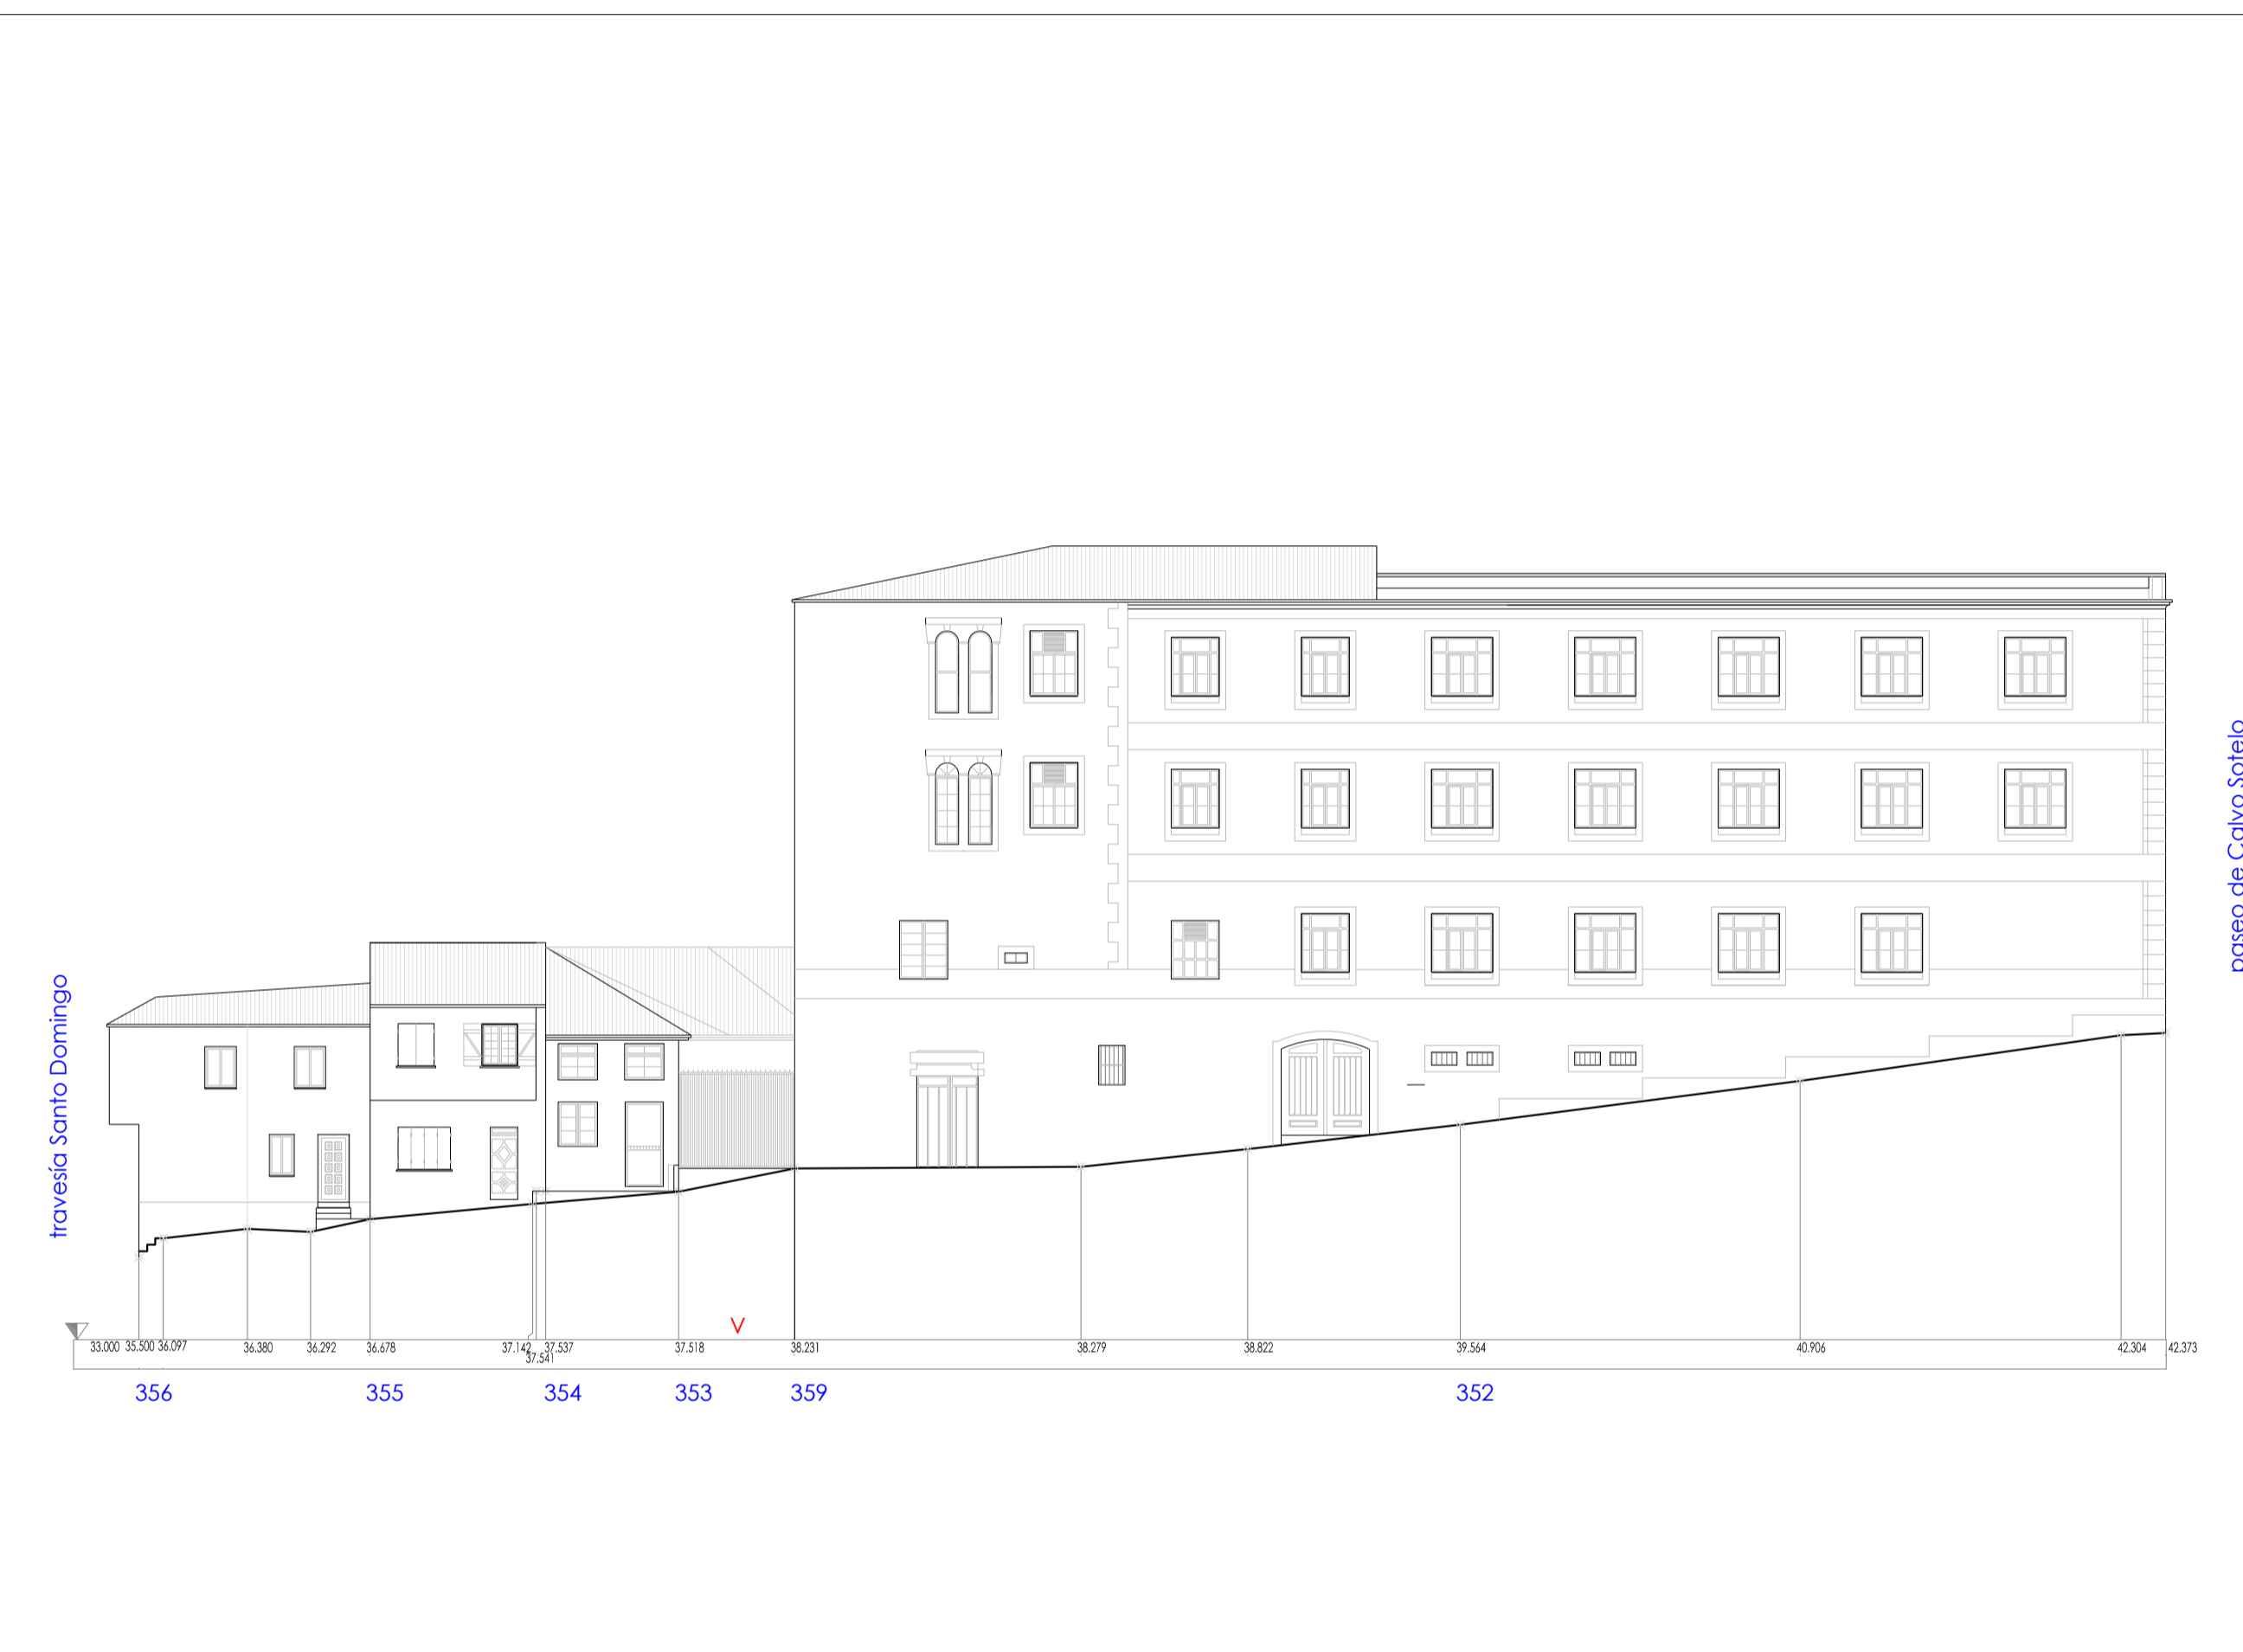 travesía Santo Domingo
paseo de Calvo Sotelo
33.000 35.500 36.097 36.380 36.292 36.678 37.142 37.537 37.518 38.231 38.279 38.822 39.564 40.906 42.304 42.373
37.541
356 355 354 353 359 352